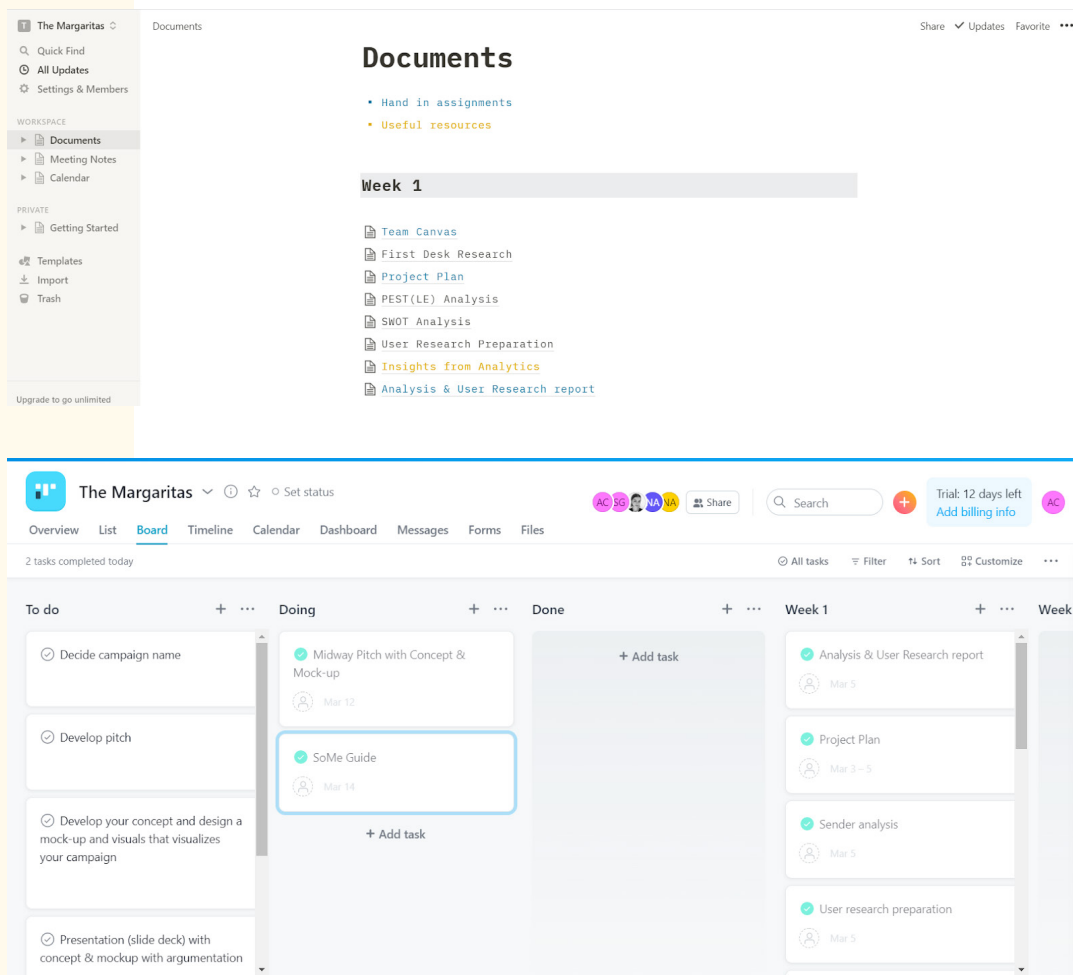 T The Margaritas
Documents
Share Updates Favorite
Quick Find
All Updates
Settings & Members
WORKSPACE
Documents
Meeting Notes
Calendar
PRIVATE
Getting Started
Templates
Import
Trash
Upgrade to go unlimited
Documents
Hand in assignments
Useful resources
Week 1
Team Canvas
First Desk Research
Project Plan
PEST(LE) Analysis
SWOT Analysis
User Research Preparation
Insights from Analytics
Analysis & User Research report
The Margaritas
Set status
AC SG NA NA
Share
Search
Trial: 12 days left
Add billing info
AC
Overview List Board Timeline Calendar Dashboard Messages Forms Files
2 tasks completed today
All tasks Filter Sort Customize
To do
Decide campaign name
Develop pitch
Develop your concept and design a
mock-up and visuals that visualizes
your campaign
Presentation (slide deck) with
concept & mockup with argumentation
Doing
Midway Pitch with Concept &
Mock-up
Mar 12
SoMe Guide
Mar 14
+ Add task
Done
+ Add task
Week 1
Analysis & User Research report
Mar 5
Project Plan
Mar 3 – 5
Sender analysis
Mar 5
User research preparation
Mar 5
Week